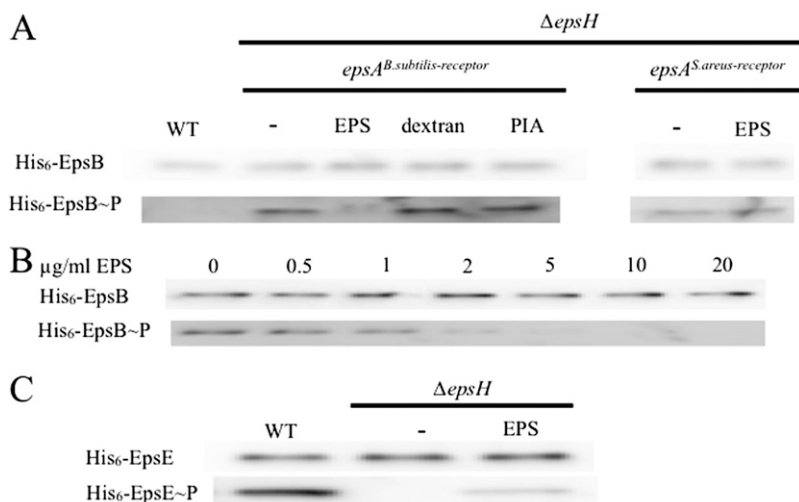 A
ΔepsH
epsA^B.subtilis-receptor epsA^S.areus-receptor
WT - EPS dextran PIA - EPS
His₆-EpsB
His₆-EpsB~P
B µg/ml EPS 0 0.5 1 2 5 10 20
His₆-EpsB
His₆-EpsB~P
C
ΔepsH
WT - EPS
His₆-EpsE
His₆-EpsE~P